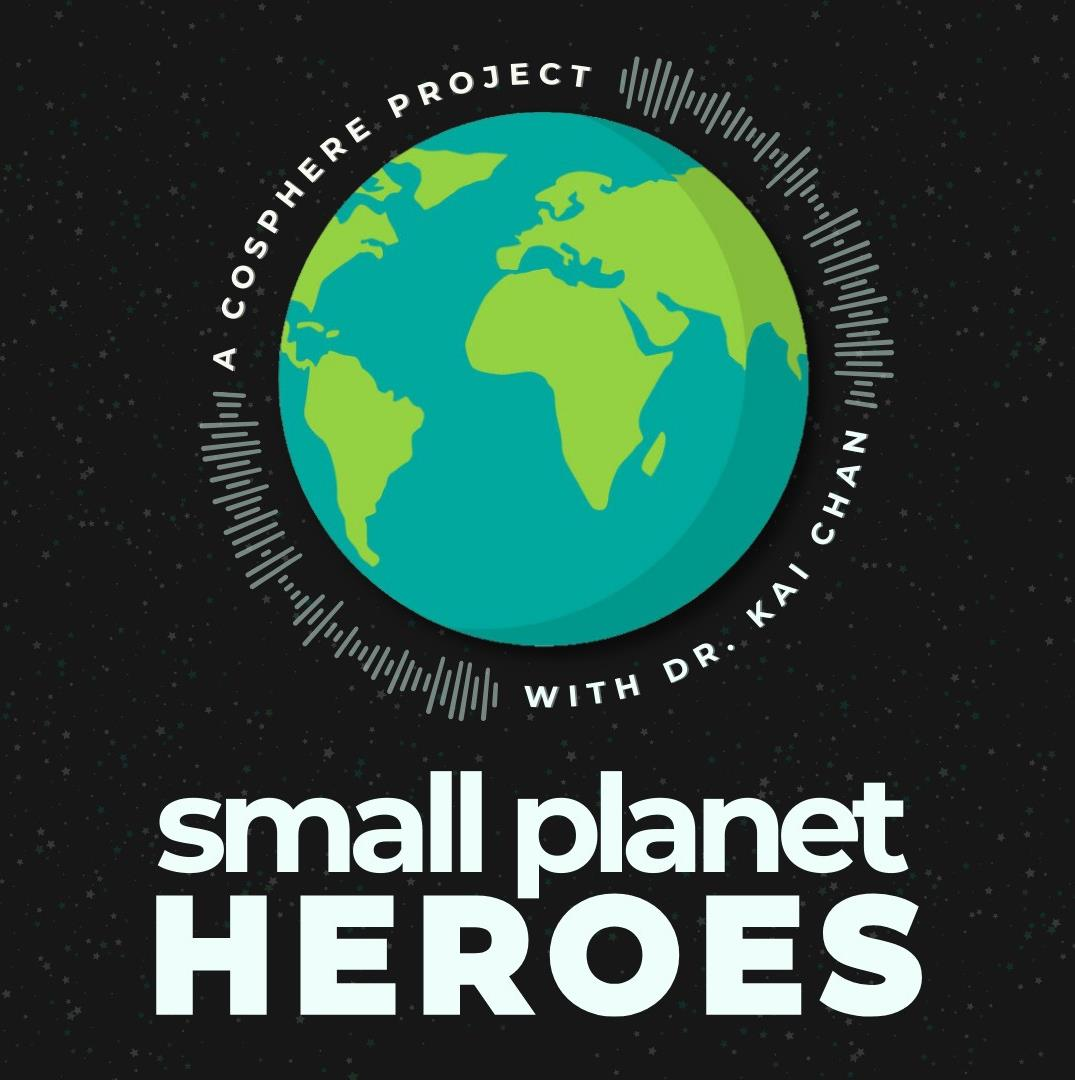 A COSPHERE PROJECT
WITH DR. KAI CHAN
small planet
HEROES